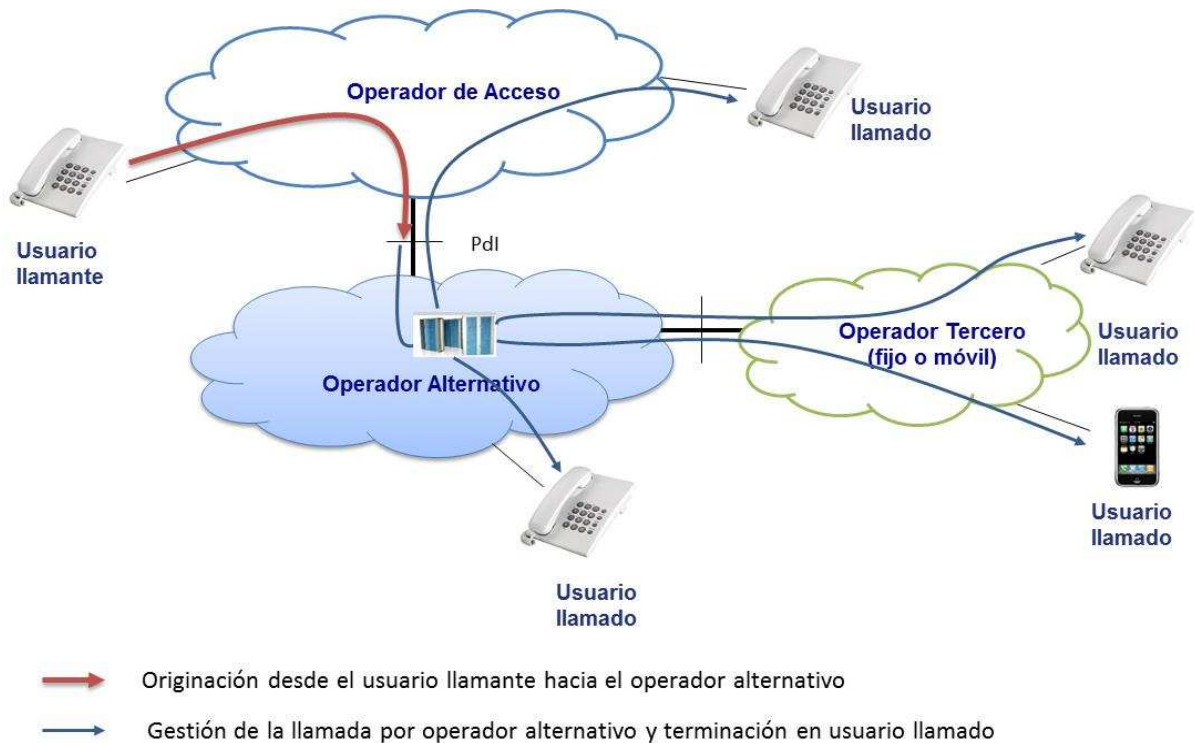 Operador de Acceso
Usuario
llamado
Usuario
llamante
PdI
Operador Tercero
(fijo o móvil)
Usuario
llamado
Operador Alternativo
Usuario
llamado
Usuario
llamado
Originación desde el usuario llamante hacia el operador alternativo
Gestión de la llamada por operador alternativo y terminación en usuario llamado